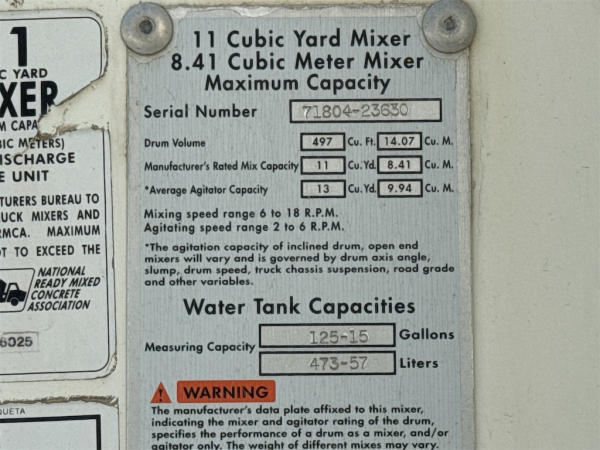 1
C YARD
XER
M CAPA
BIC METERS)
ISCHARGE
E UNIT
TURERS BUREAU TO
UCK MIXERS AND
RMCA. MAXIMUM
OT TO EXCEED THE
NATIONAL
READY MIXED
CONCRETE
ASSOCIATION
6025
QUETA
11 Cubic Yard Mixer
8.41 Cubic Meter Mixer
Maximum Capacity
Serial Number 71804-23630
Drum Volume 497 Cu. Ft. 14.07 Cu. M.
Manufacturer's Rated Mix Capacity 11 Cu. Yd. 8.41 Cu. M.
*Average Agitator Capacity 13 Cu. Yd. 9.94 Cu. M.
Mixing speed range 6 to 18 R.P.M.
Agitating speed range 2 to 6 R.P.M.
*The agitation capacity of inclined drum, open end
mixers will vary and is governed by drum axis angle,
slump, drum speed, truck chassis suspension, road grade
and other variables.
Water Tank Capacities
Measuring Capacity 125-15 Gallons
473-57 Liters
WARNING
The manufacturer's data plate affixed to this mixer,
indicating the mixer and agitator rating of the drum,
specifies the performance of a drum as a mixer, and/or
agitator only. The weight of different mixes may vary.